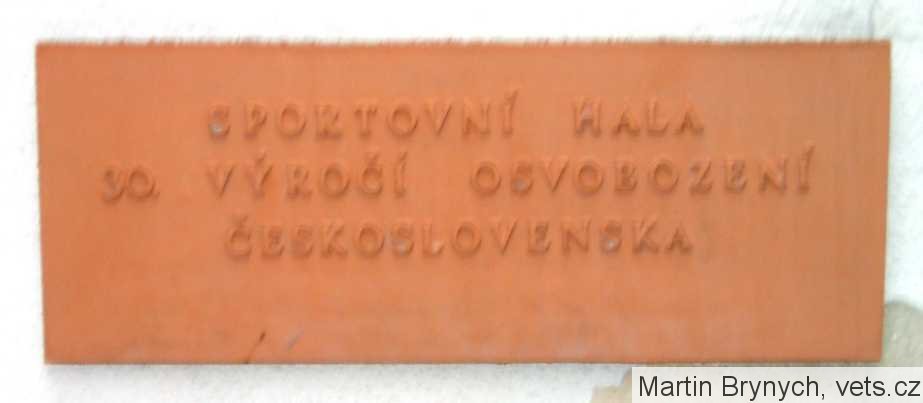 SPORTOVNÍ HALA
30. VÝROČÍ OSVOBOZENÍ
ČESKOSLOVENSKA
Martin Brynych, vets.cz